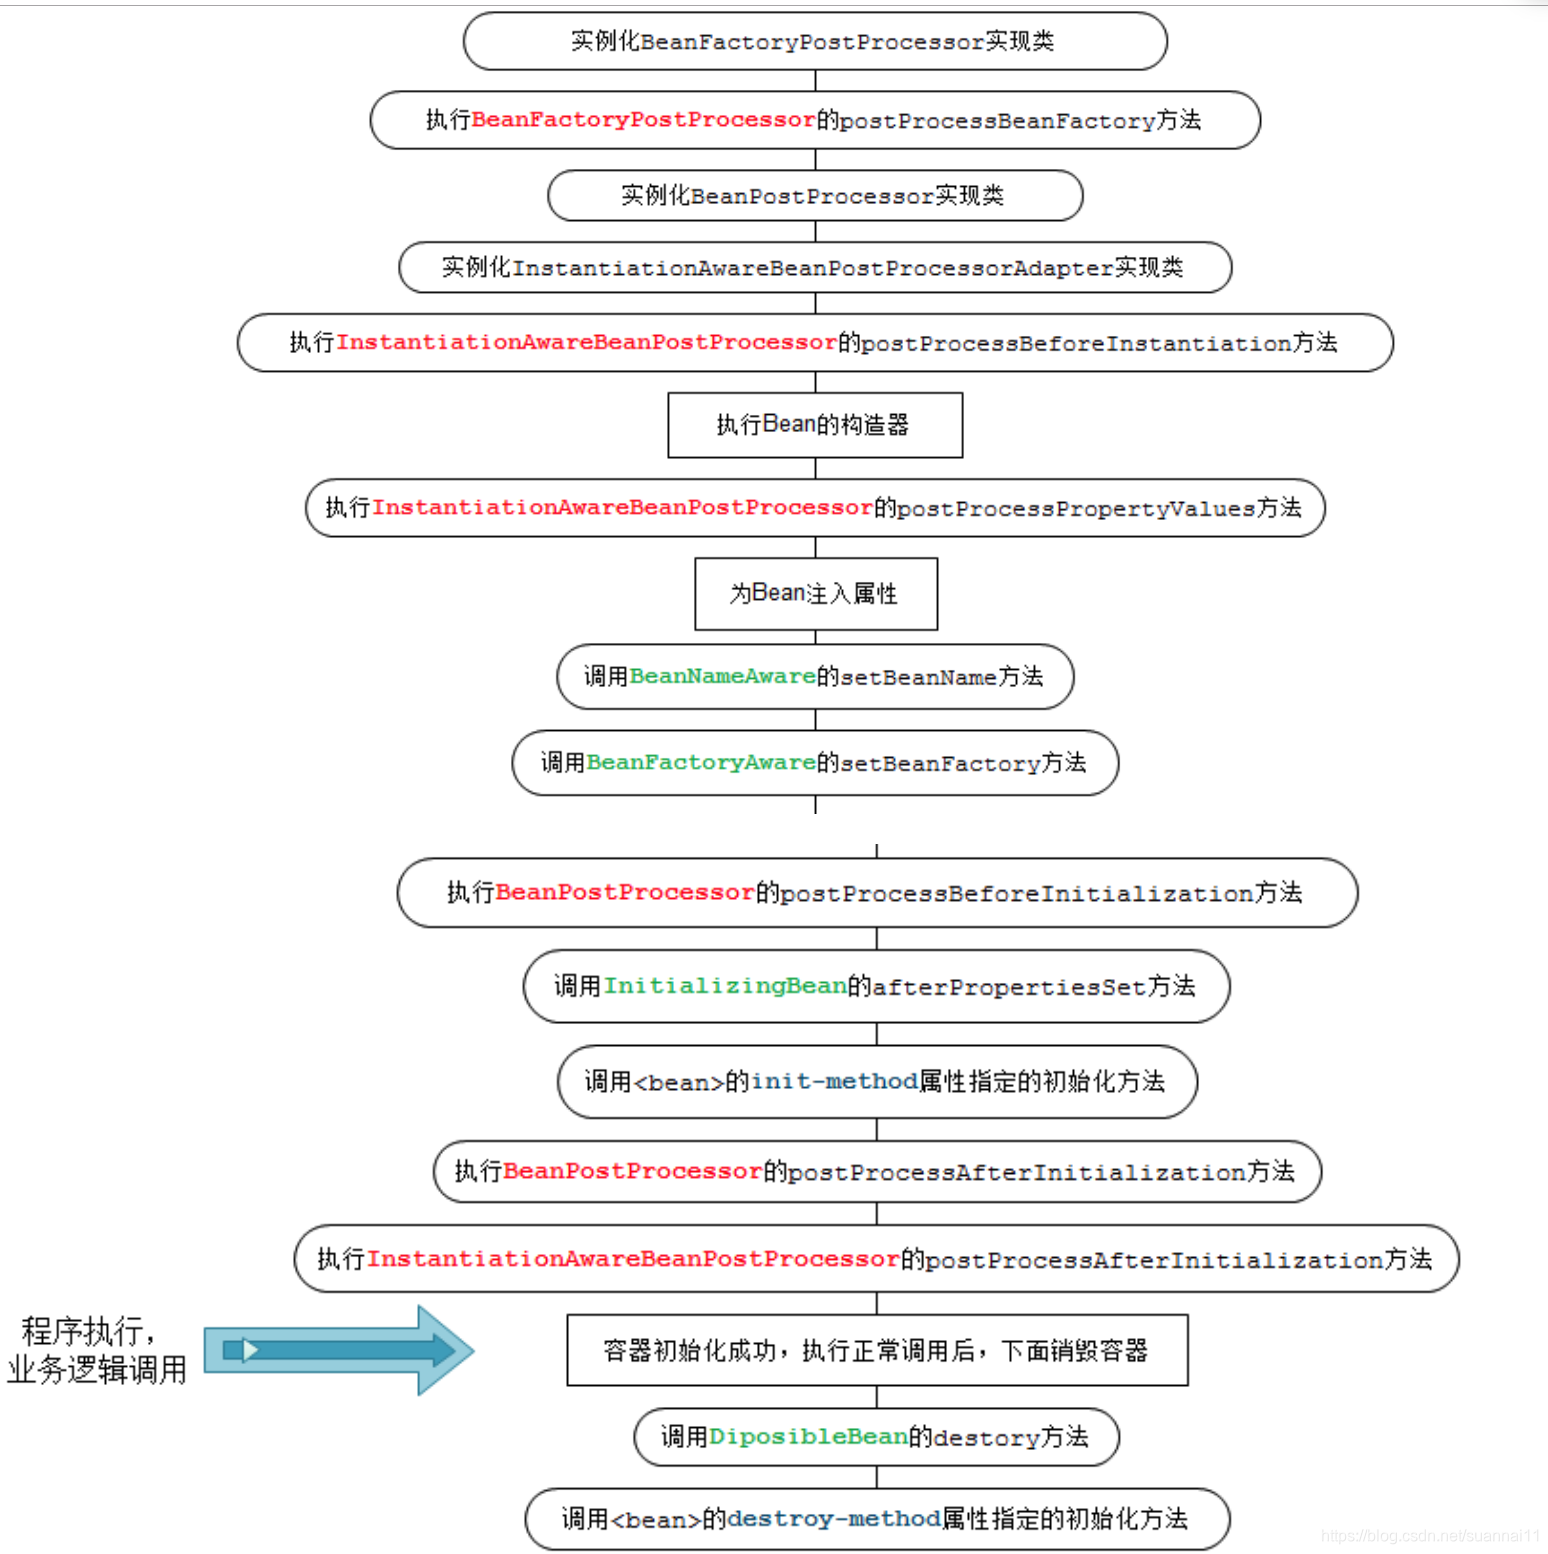 实例化BeanFactoryPostProcessor实现类
执行BeanFactoryPostProcessor的postProcessBeanFactory方法
实例化BeanPostProcessor实现类
实例化InstantiationAwareBeanPostProcessorAdapter实现类
执行InstantiationAwareBeanPostProcessor的postProcessBeforeInstantiation方法
执行Bean的构造器
执行InstantiationAwareBeanPostProcessor的postProcessPropertyValues方法
为Bean注入属性
调用BeanNameAware的setBeanName方法
调用BeanFactoryAware的setBeanFactory方法
执行BeanPostProcessor的postProcessBeforeInitialization方法
调用InitializingBean的afterPropertiesSet方法
调用<bean>的init-method属性指定的初始化方法
执行BeanPostProcessor的postProcessAfterInitialization方法
执行InstantiationAwareBeanPostProcessor的postProcessAfterInitialization方法
程序执行，
业务逻辑调用
容器初始化成功，执行正常调用后，下面销毁容器
调用DiposibleBean的destory方法
调用<bean>的destroy-method属性指定的初始化方法
https://blog.csdn.net/suannai11